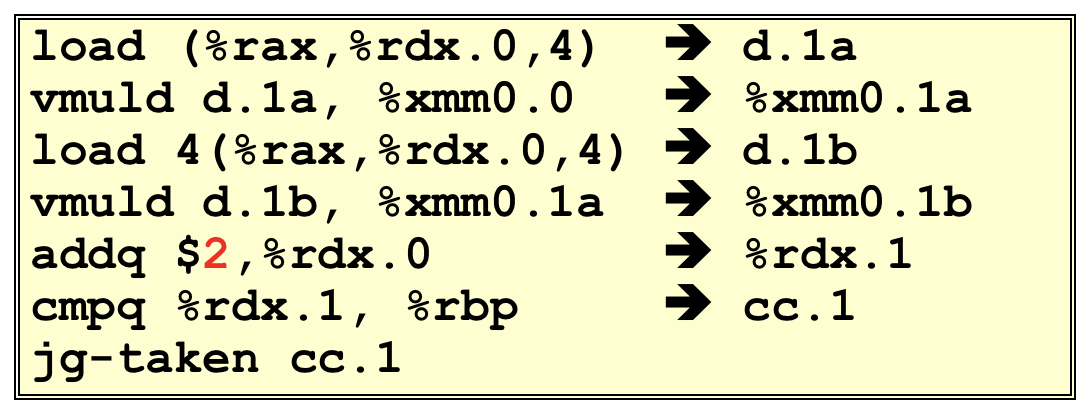 load (%rax,%rdx.0,4) ➔ d.1a
vmuld d.1a, %xmm0.0 ➔ %xmm0.1a
load 4(%rax,%rdx.0,4) ➔ d.1b
vmuld d.1b, %xmm0.1a ➔ %xmm0.1b
addq $2,%rdx.0 ➔ %rdx.1
cmpq %rdx.1, %rbp ➔ cc.1
jg-taken cc.1